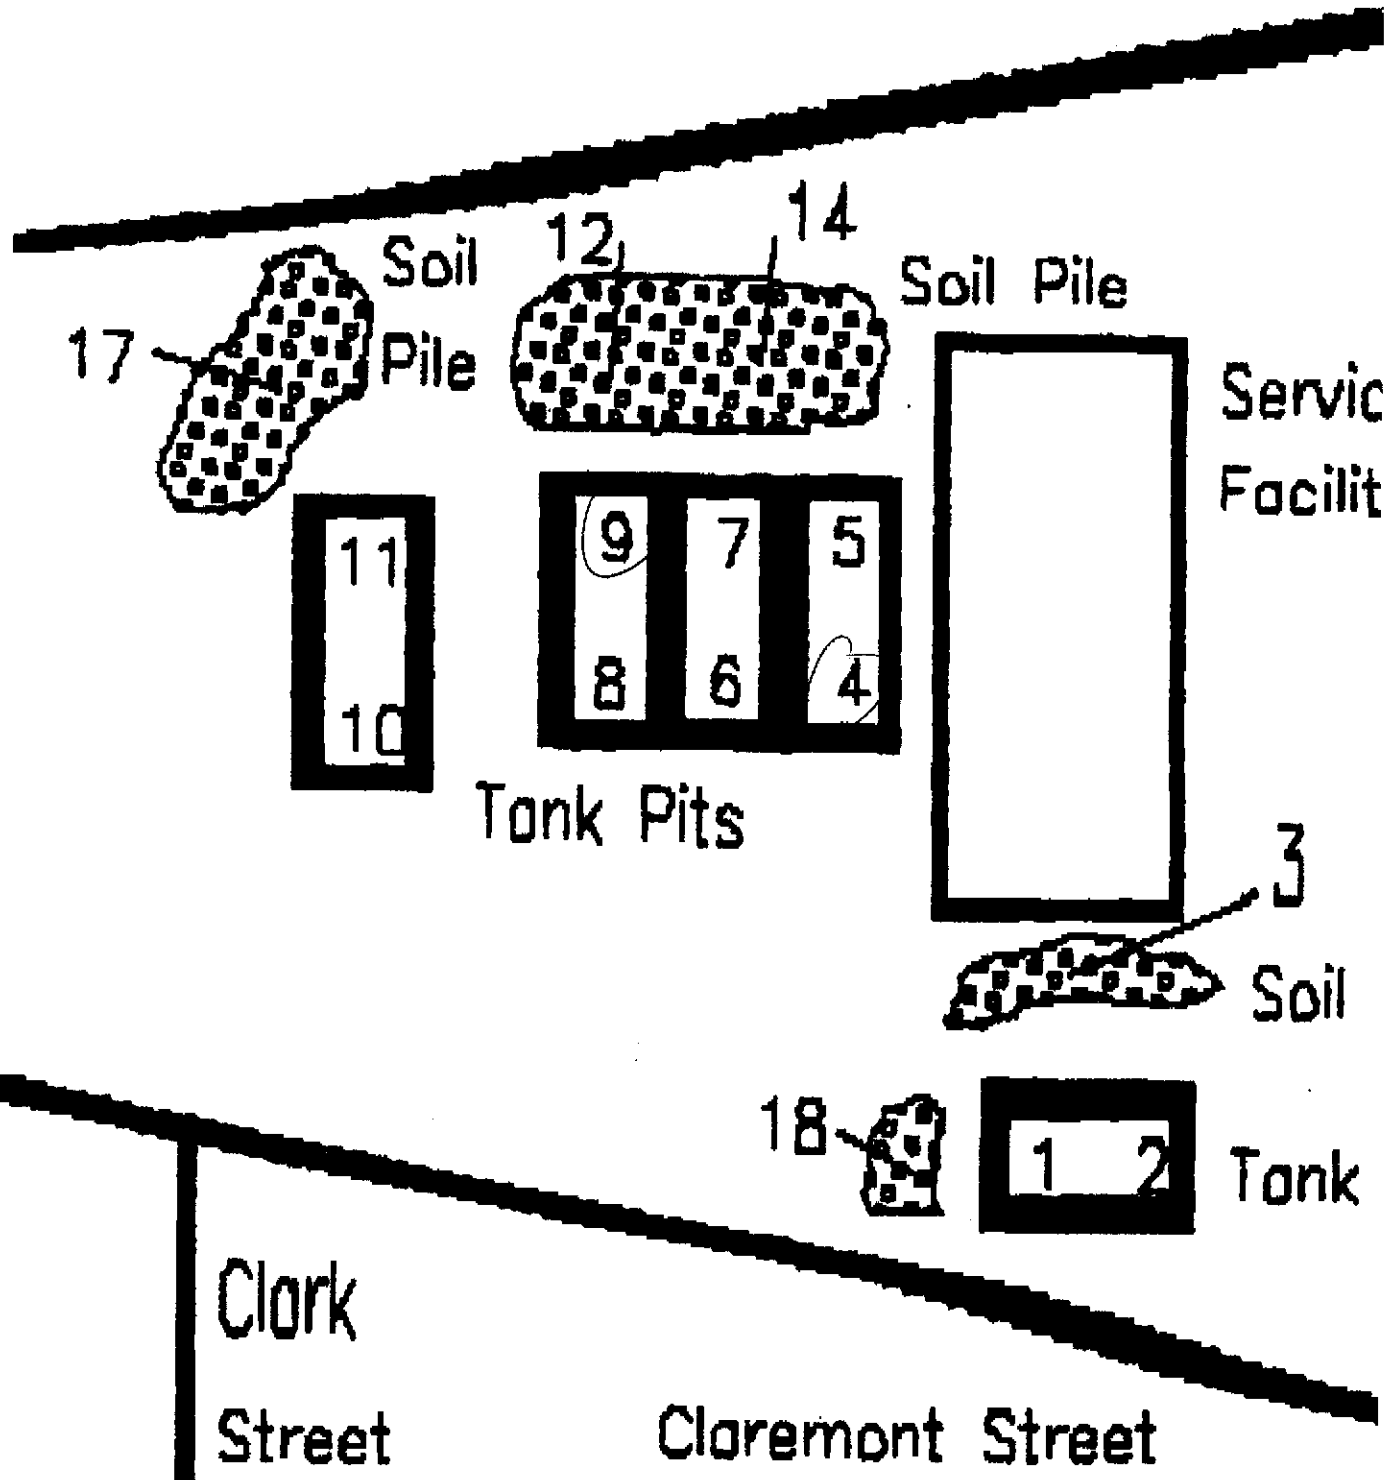 14
12
Soil
Pile
Soil Pile
17
Servic
Facilit
9 7 5
11
8 6 4
10
Tank Pits
3
Soil
18
1 2
Tank
Clark
Street
Claremont Street